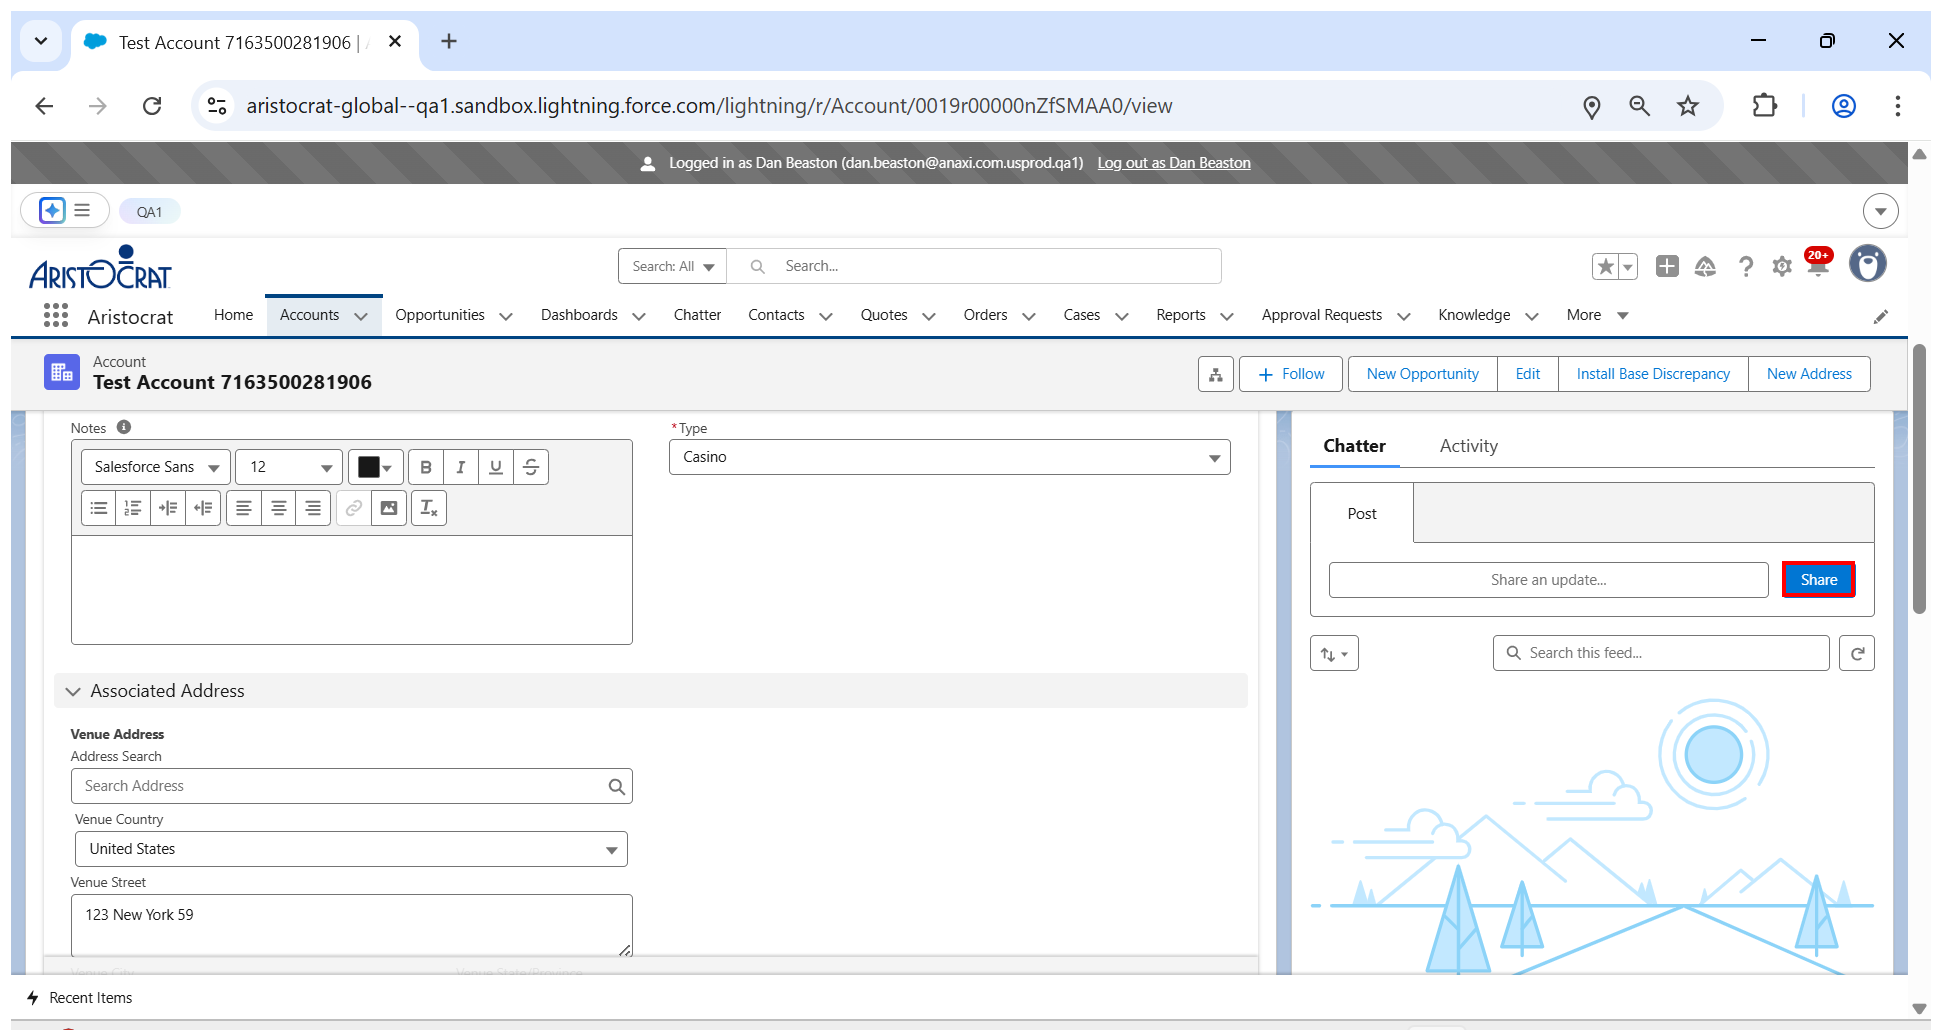 Test Account 7163500281906 |
aristocrat-global--qa1.sandbox.lightning.force.com/lightning/r/Account/0019r00000nZfSMAA0/view
Logged in as Dan Beaston (dan.beaston@anaxi.com.usprod.qa1) Log out as Dan Beaston
QA1
ARISTOCRAT
Search: All Search...
20+
Aristocrat Home Accounts Opportunities Dashboards Chatter Contacts Quotes Orders Cases Reports Approval Requests Knowledge More
Account
Test Account 7163500281906
Follow New Opportunity Edit Install Base Discrepancy New Address
Notes
Salesforce Sans 12 B I U S
*Type
Casino
Associated Address
Venue Address
Address Search
Search Address
Venue Country
United States
Venue Street
123 New York 59
Venue City Venue State/Province
Chatter Activity
Post
Share an update... Share
Search this feed...
Recent Items